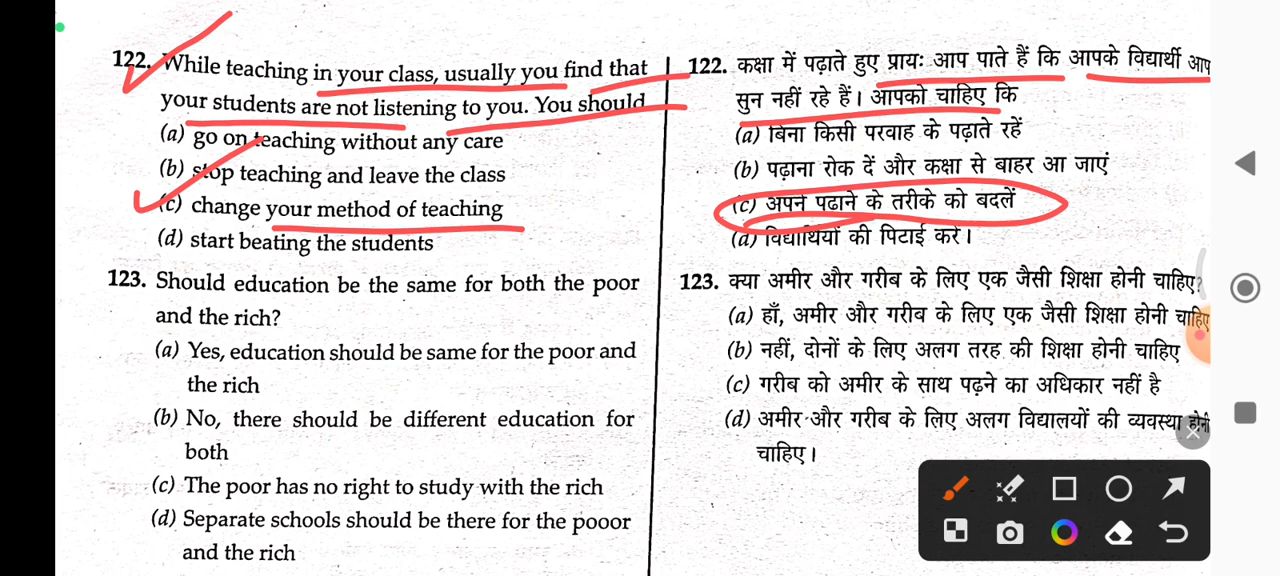 122. While teaching in your class, usually you find that
your students are not listening to you. You should
(a) go on teaching without any care
(b) stop teaching and leave the class
(c) change your method of teaching
(d) start beating the students
123. Should education be the same for both the poor
and the rich?
(a) Yes, education should be same for the poor and
the rich
(b) No, there should be different education for
both
(c) The poor has no right to study with the rich
(d) Separate schools should be there for the pooor
and the rich
122. कक्षा में पढ़ाते हुए प्रायः आप पाते हैं कि आपके विद्यार्थी आप
सुन नहीं रहे हैं। आपको चाहिए कि
(a) बिना किसी परवाह के पढ़ाते रहें
(b) पढ़ाना रोक दें और कक्षा से बाहर आ जाएं
(c) अपने पढ़ाने के तरीके को बदलें
(d) विद्यार्थियों की पिटाई करें।
123. क्या अमीर और गरीब के लिए एक जैसी शिक्षा होनी चाहिए?
(a) हाँ, अमीर और गरीब के लिए एक जैसी शिक्षा होनी चाहिए
(b) नहीं, दोनों के लिए अलग तरह की शिक्षा होनी चाहिए
(c) गरीब को अमीर के साथ पढ़ने का अधिकार नहीं है
(d) अमीर और गरीब के लिए अलग विद्यालयों की व्यवस्था होनी
चाहिए।